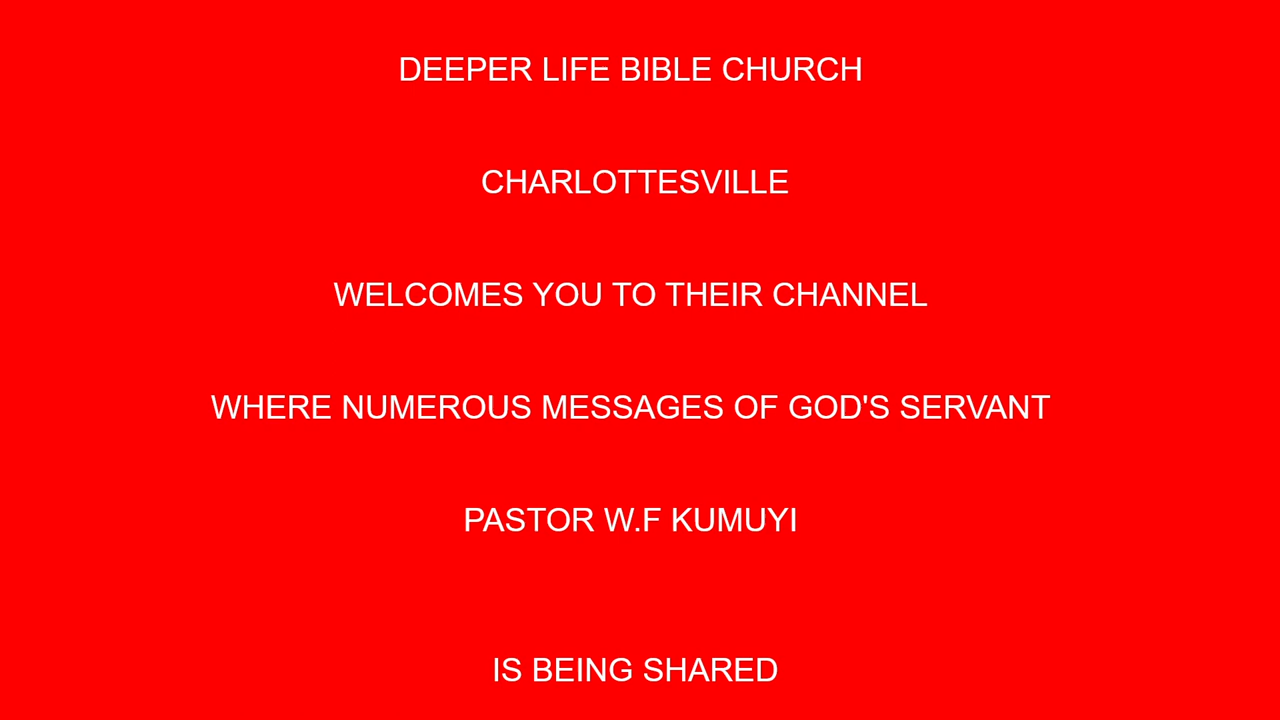 DEEPER LIFE BIBLE CHURCH
CHARLOTTESVILLE
WELCOMES YOU TO THEIR CHANNEL
WHERE NUMEROUS MESSAGES OF GOD'S SERVANT
PASTOR W.F KUMUYI
IS BEING SHARED